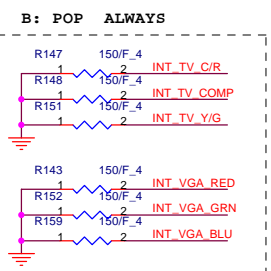 B: POP ALWAYS
R147 150/F_4
1 2 INT_TV_C/R
R148 150/F_4
1 2 INT_TV_COMP
R151 150/F_4
1 2 INT_TV_Y/G
R143 150/F_4
1 2 INT_VGA_RED
R152 150/F_4
1 2 INT_VGA_GRN
R159 150/F_4
1 2 INT_VGA_BLU